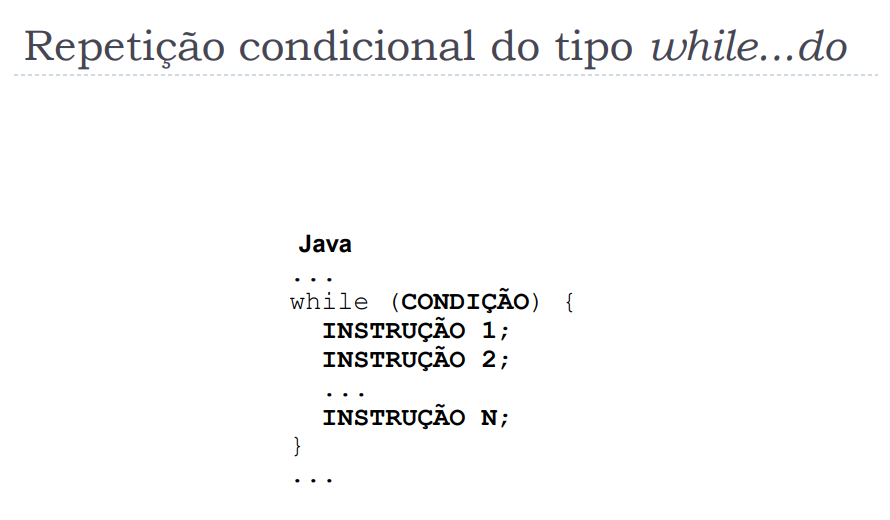 Repetição condicional do tipo while...do
Java
...
while (CONDIÇÃO) {
INSTRUÇÃO 1;
INSTRUÇÃO 2;
...
INSTRUÇÃO N;
}
...